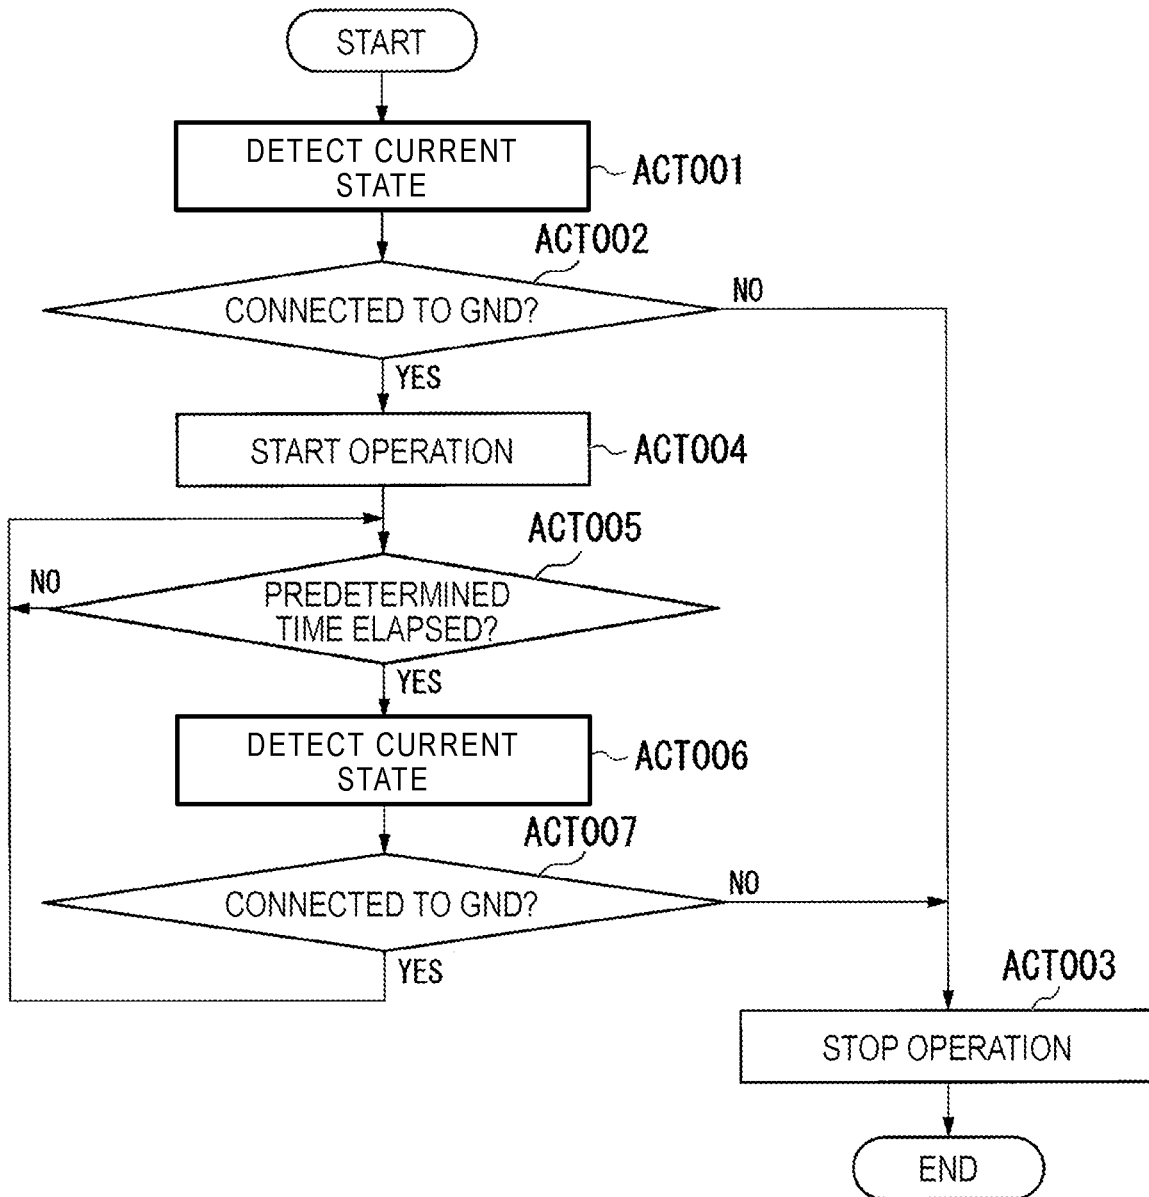 START
DETECT CURRENT
STATE
ACT001
ACT002
CONNECTED TO GND?
NO
YES
START OPERATION
ACT004
ACT005
NO
PREDETERMINED
TIME ELAPSED?
YES
DETECT CURRENT
STATE
ACT006
ACT007
CONNECTED TO GND?
NO
YES
ACT003
STOP OPERATION
END